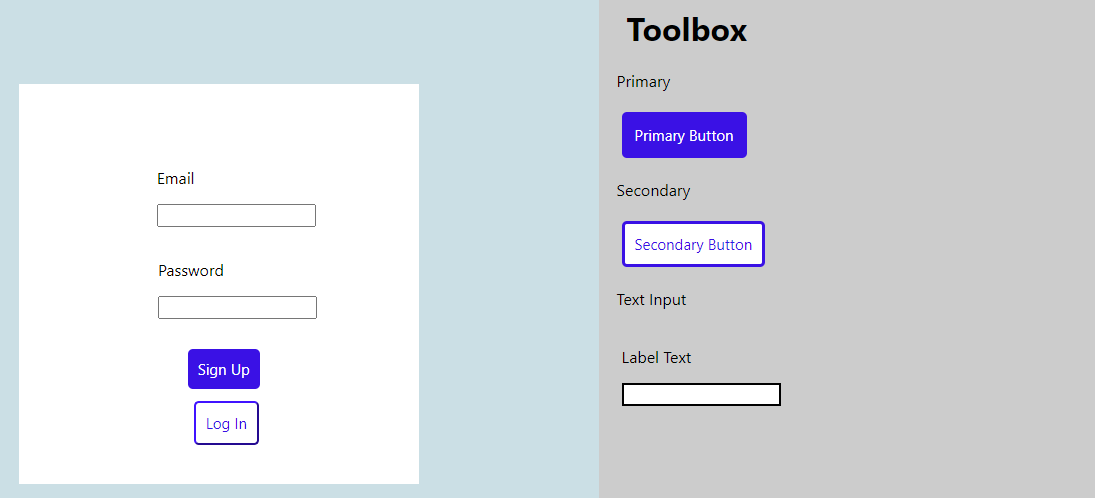 Email
Password
Sign Up
Log In
Toolbox
Primary
Primary Button
Secondary
Secondary Button
Text Input
Label Text